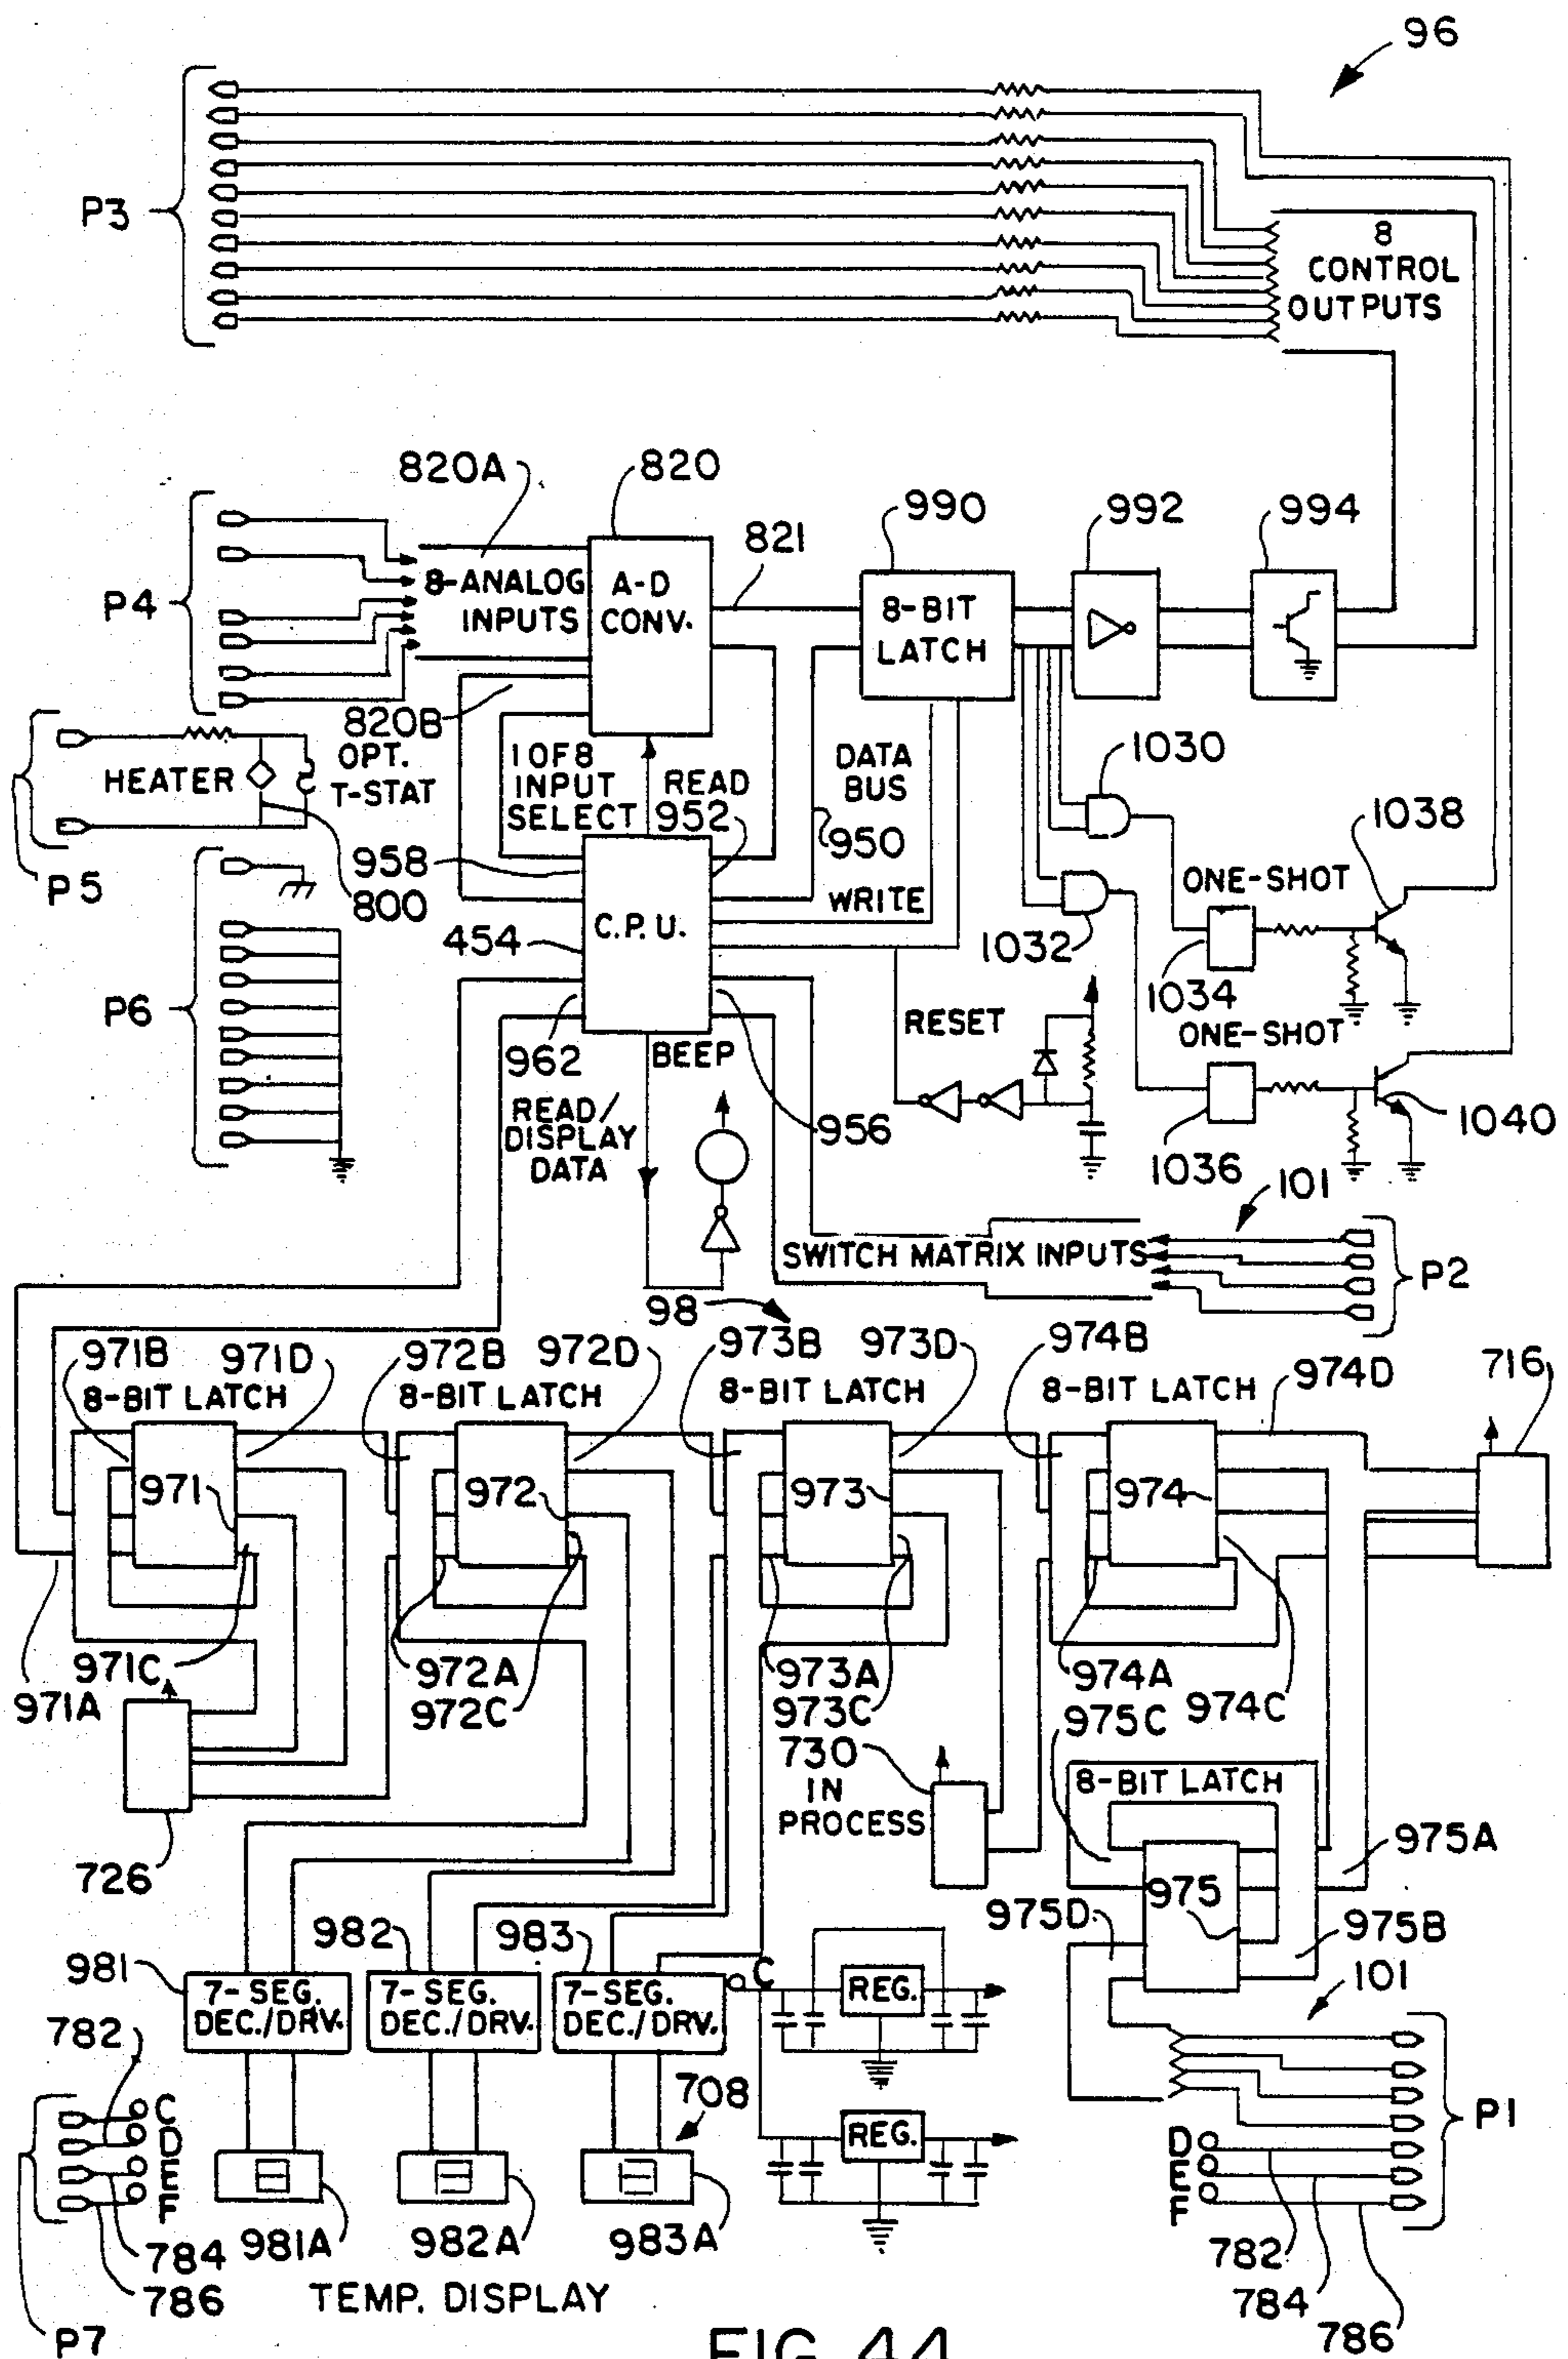 96
P3
8
CONTROL
OUTPUTS
820A
820
821
990
992
994
P4
8-ANALOG
INPUTS
A-D
CONV.
8-BIT
LATCH
820B
OPT.
T-STAT
HEATER
1 OF 8
INPUT
SELECT
READ
952
DATA
BUS
950
1030
1038
P5
958
800
WRITE
ONE-SHOT
C.P.U.
454
1032
1034
P6
RESET
ONE-SHOT
962
BEEP
READ/
DISPLAY
DATA
956
1036
1040
101
SWITCH MATRIX INPUTS
P2
98
971B
971D
972B
972D
973B
973D
974B
974D
716
8-BIT LATCH
8-BIT LATCH
8-BIT LATCH
8-BIT LATCH
971
972
973
974
971C
971A
972A
972C
973A
973C
974A
974C
975C
730
IN
PROCESS
8-BIT LATCH
726
975A
975
975D
975B
981
982
983
C
101
7-SEG.
DEC./DRV.
7-SEG.
DEC./DRV.
7-SEG.
DEC./DRV.
REG.
782
708
C
D
E
F
REG.
P1
D
E
F
784
786
981A
982A
983A
782
784
786
P7
TEMP. DISPLAY
FIG. 44